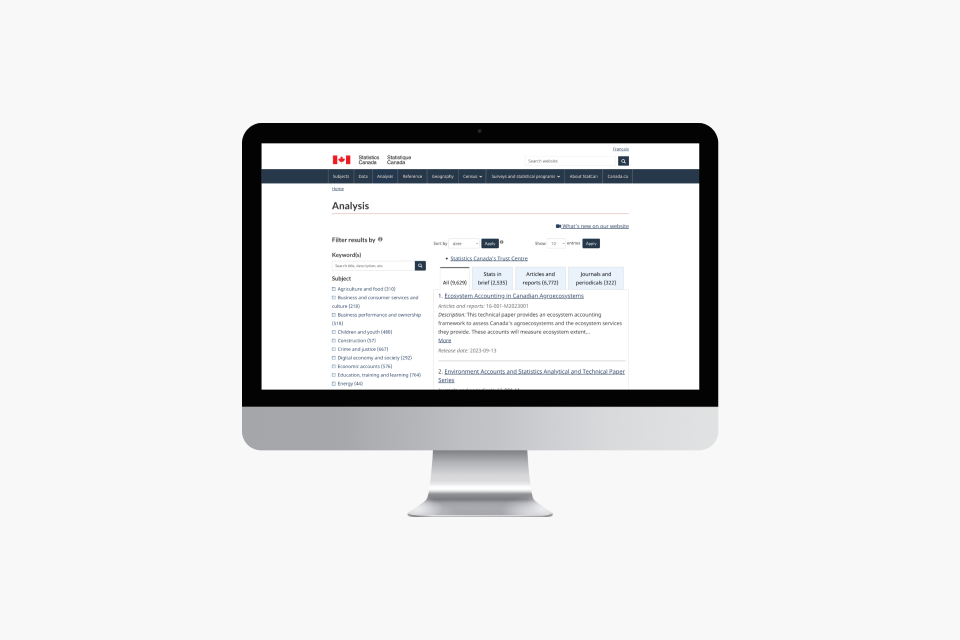 Français
Statistics Canada
Statistique Canada
Search website
Subjects Data Analysis Reference Geography Census Surveys and statistical programs About StatCan Canada.ca
Home
Analysis
What's new on our website
Filter results by
Sort by date Apply
Show 10 entries Apply
Keyword(s)
Search title, description, etc.
Subject
Agriculture and food (310)
Business and consumer services and
culture (218)
Business performance and ownership
(518)
Children and youth (480)
Construction (57)
Crime and justice (661)
Digital economy and society (292)
Economic accounts (576)
Education, training and learning (764)
Energy (44)
Statistics Canada's Trust Centre
All (9,629)
Stats in
brief (2,535)
Articles and
reports (6,772)
Journals and
periodicals (322)
1. Ecosystem Accounting in Canadian Agroecosystems
Articles and reports: 16-001-M2023001
Description: This technical paper provides an ecosystem accounting
framework to assess Canada's agroecosystems and the ecosystem services
they provide. These accounts will measure ecosystem extent...
More
Release date: 2023-09-13
2. Environment Accounts and Statistics Analytical and Technical Paper
Series